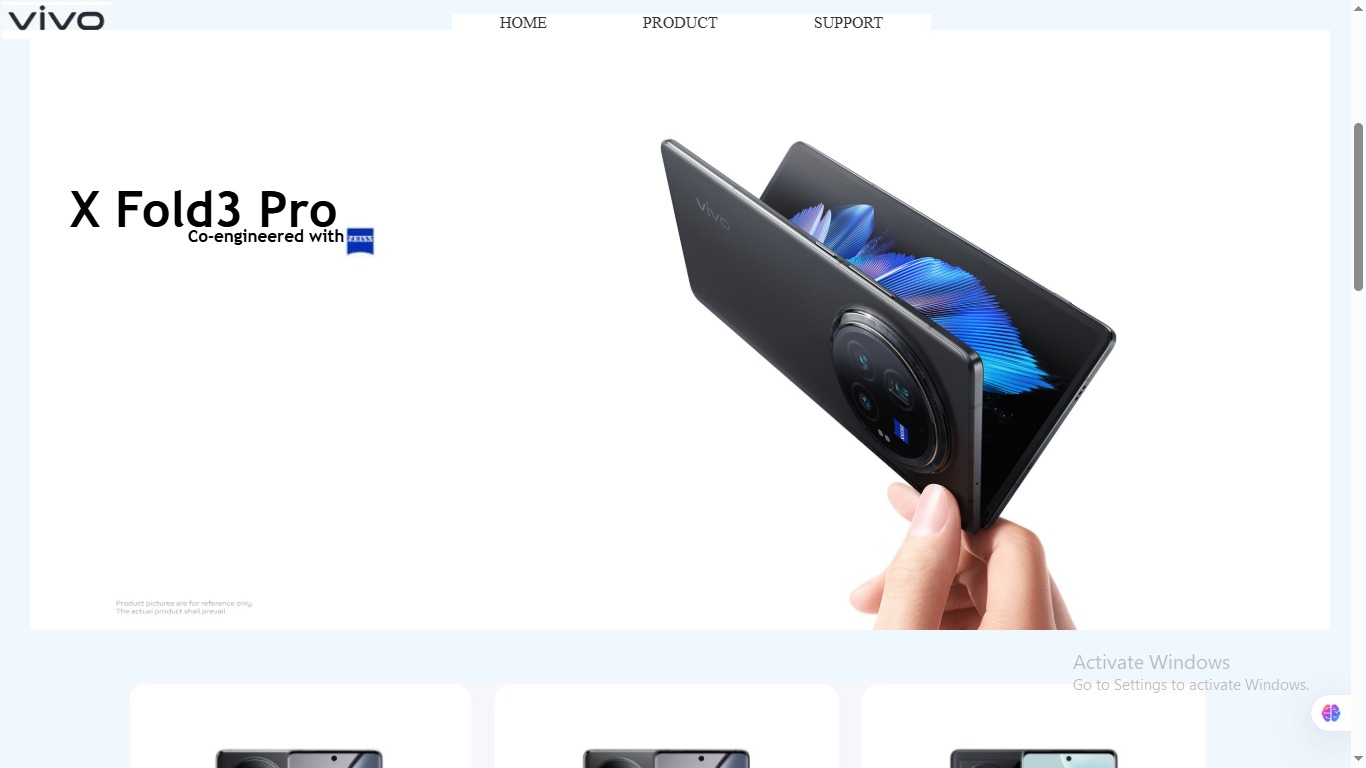 vivo
HOME PRODUCT SUPPORT
X Fold3 Pro
Co-engineered with ZEISS
vivo
ZEISS
Product pictures are for reference only.
The actual product shall prevail.
Activate Windows
Go to Settings to activate Windows.